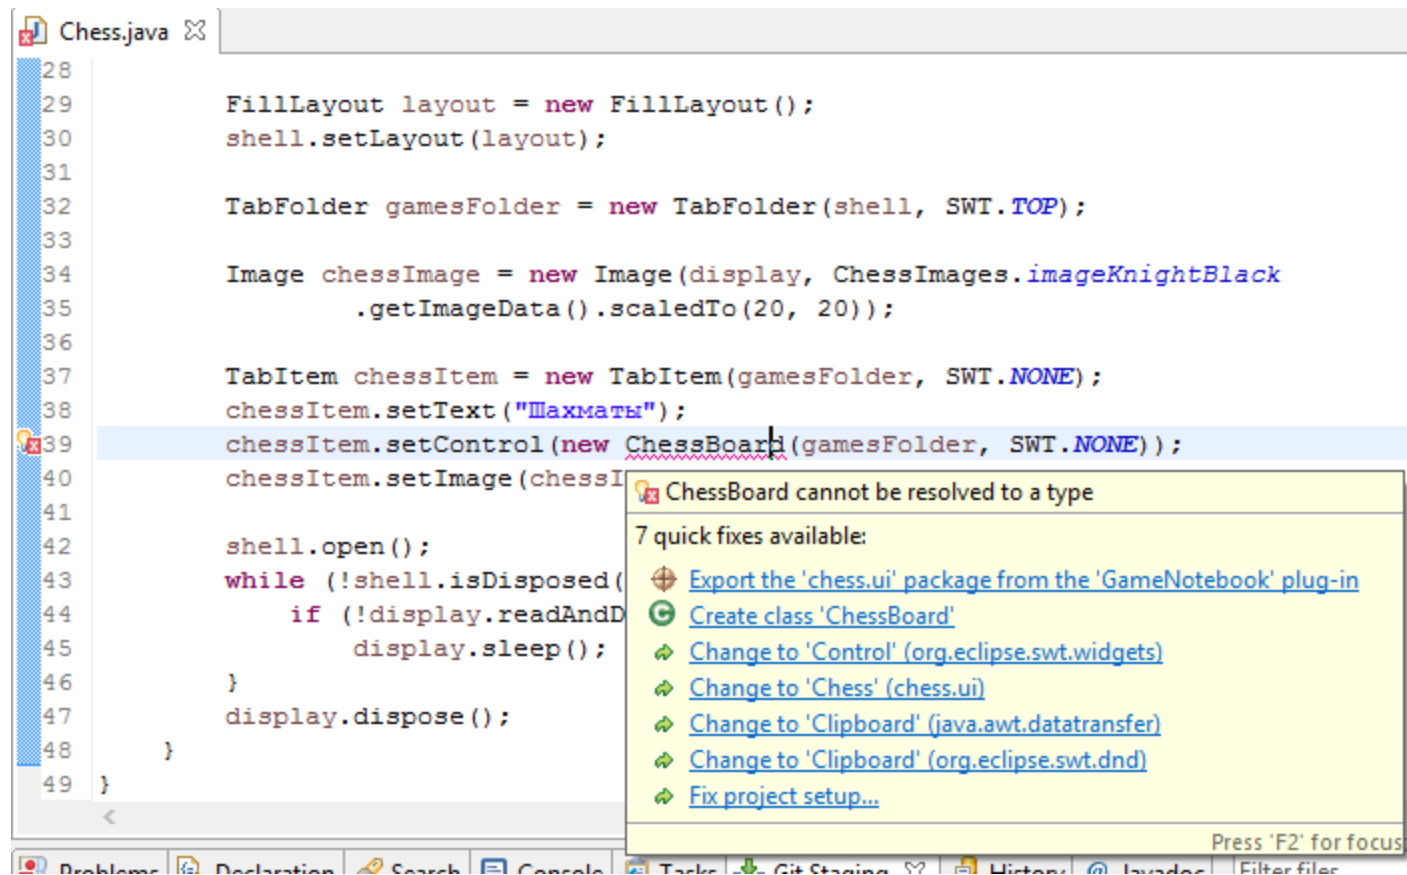 Chess.java
28
29 FillLayout layout = new FillLayout();
30 shell.setLayout(layout);
31
32 TabFolder gamesFolder = new TabFolder(shell, SWT.TOP);
33
34 Image chessImage = new Image(display, ChessImages.imageKnightBlack
35 .getImageData().scaledTo(20, 20));
36
37 TabItem chessItem = new TabItem(gamesFolder, SWT.NONE);
38 chessItem.setText("Шахматы");
39 chessItem.setControl(new ChessBoard(gamesFolder, SWT.NONE));
40 chessItem.setImage(chessI
41
42 shell.open();
43 while (!shell.isDisposed(
44 if (!display.readAndD
45 display.sleep();
46 }
47 display.dispose();
48 }
49 }
ChessBoard cannot be resolved to a type
7 quick fixes available:
Export the 'chess.ui' package from the 'GameNotebook' plug-in
Create class 'ChessBoard'
Change to 'Control' (org.eclipse.swt.widgets)
Change to 'Chess' (chess.ui)
Change to 'Clipboard' (java.awt.datatransfer)
Change to 'Clipboard' (org.eclipse.swt.dnd)
Fix project setup...
Press 'F2' for focus
Problems Declaration Search Console Tasks Git Staging History Javadoc Filter files